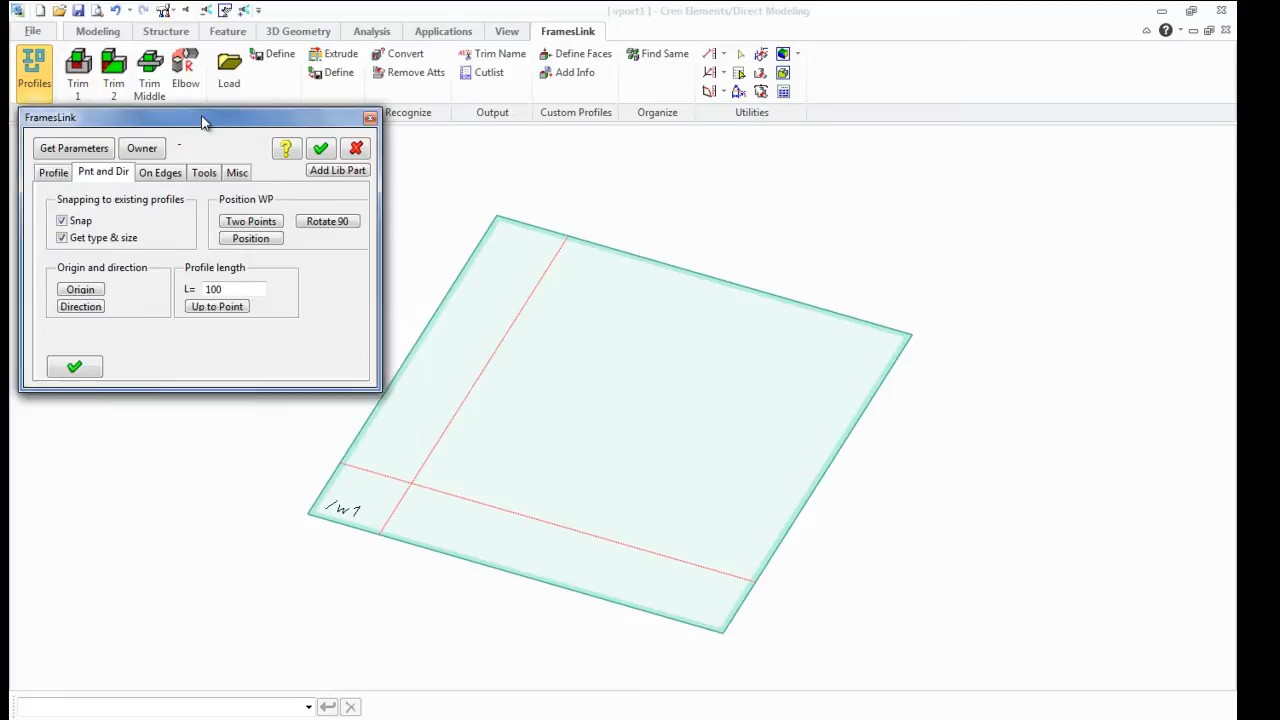 [ vport3 ] - Creo Elements/Direct Modeling
File Modeling Structure Feature 3D Geometry Analysis Applications View FramesLink
Profiles Trim 1 Trim 2 Trim Middle Elbow Load Define Extrude Define Convert Remove Atts Trim Name Cutlist Define Faces Add Info Find Same
Recognize Output Custom Profiles Organize Utilities
FramesLink
Get Parameters Owner -
Profile Pnt and Dir On Edges Tools Misc Add Lib Part
Snapping to existing profiles Position WP
Snap Two Points Rotate 90
Get type & size Position
Origin and direction Profile length
Origin L= 100
Direction Up to Point
/w1